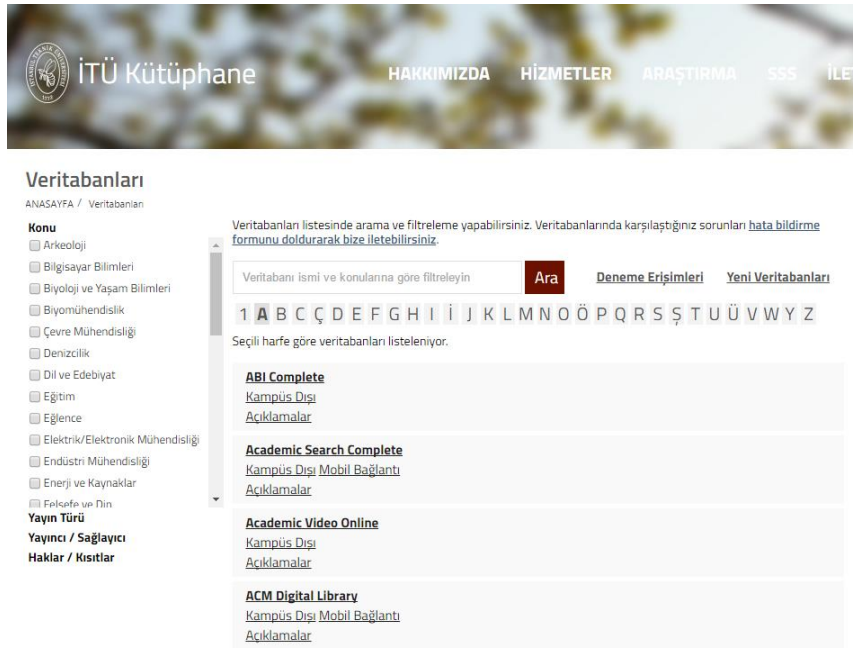 İTÜ Kütüphane
HAKKIMIZDA HİZMETLER ARAŞTIRMA SSS
Veritabanları
ANASAYFA / Veritabanları
Konu
Arkeoloji
Bilgisayar Bilimleri
Biyoloji ve Yaşam Bilimleri
Biyomühendislik
Çevre Mühendisliği
Denizcilik
Dil ve Edebiyat
Eğitim
Eğlence
Elektrik/Elektronik Mühendisliği
Endüstri Mühendisliği
Enerji ve Kaynaklar
Felsefe ve Din
Yayın Türü
Yayıncı / Sağlayıcı
Haklar / Kısıtlar
Veritabanları listesinde arama ve filtreleme yapabilirsiniz. Veritabanlarında karşılaştığınız sorunları hata bildirme
formunu doldurarak bize iletebilirsiniz.
Veritabanı ismi ve konularına göre filtreleyin Ara Deneme Erişimleri Yeni Veritabanları
1 A B C Ç D E F G H I İ J K L M N O Ö P Q R S Ş T U Ü V W Y Z
Seçili harfe göre veritabanları listeleniyor.
ABI Complete
Kampüs Dışı
Açıklamalar
Academic Search Complete
Kampüs Dışı Mobil Bağlantı
Açıklamalar
Academic Video Online
Kampüs Dışı
Açıklamalar
ACM Digital Library
Kampüs Dışı Mobil Bağlantı
Açıklamalar